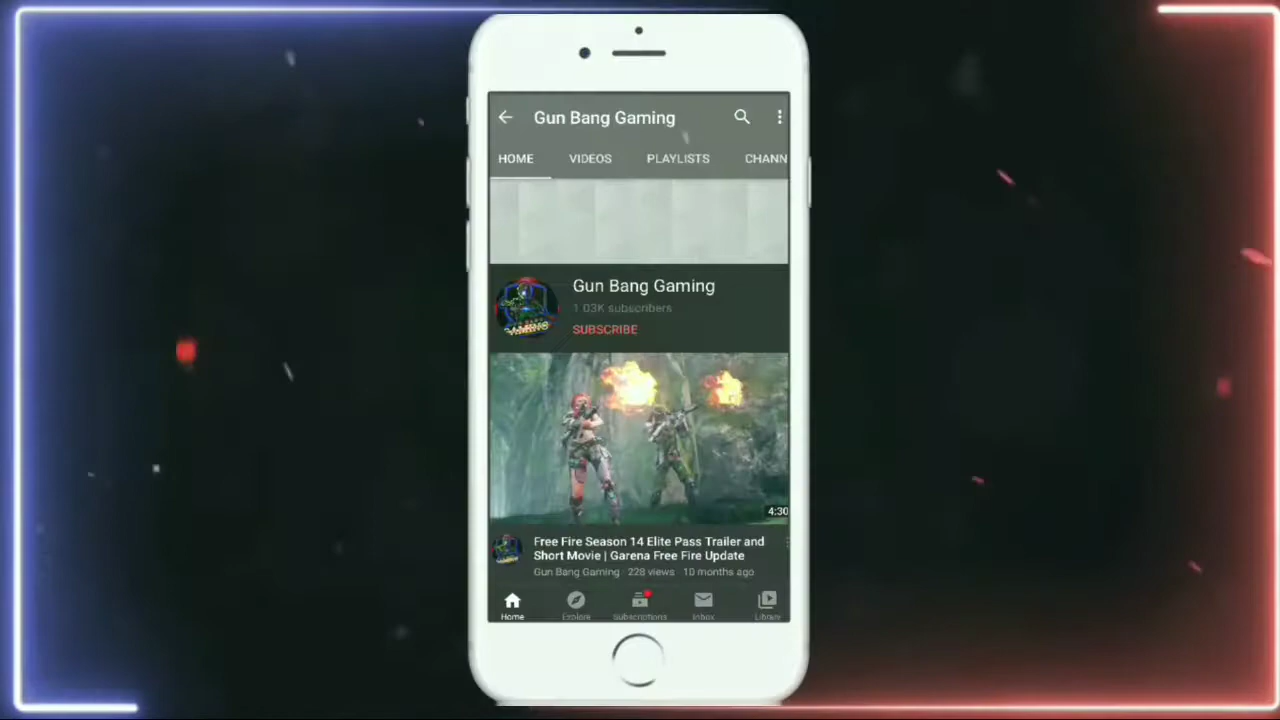 Gun Bang Gaming
HOME VIDEOS PLAYLISTS CHANN
Gun Bang Gaming
1.03K subscribers
SUBSCRIBE
4:30
Free Fire Season 14 Elite Pass Trailer and
Short Movie | Garena Free Fire Update
Gun Bang Gaming · 228 views · 10 months ago
Home Explore Subscriptions Inbox Library